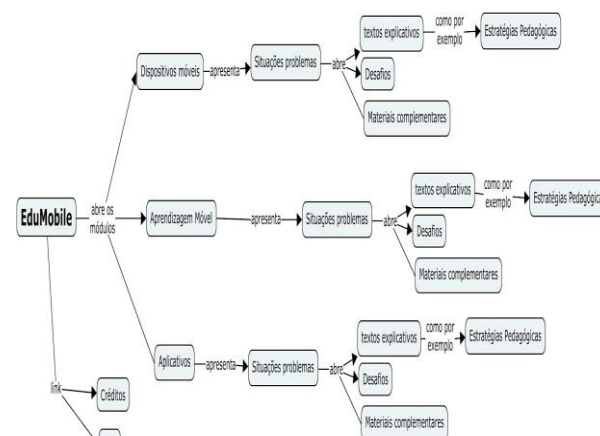 EduMobile
abre os
módulos
Dispositivos móveis
apresenta
Situações problemas
abre
textos explicativos
como por
exemplo
Estratégias Pedagógicas
Desafios
Materiais complementares
Aprendizagem Móvel
apresenta
Situações problemas
abre
textos explicativos
como por
exemplo
Estratégias Pedagógica
Desafios
Materiais complementares
Aplicativos
apresenta
Situações problemas
abre
textos explicativos
como por
exemplo
Estratégias Pedagógicas
Desafios
Materiais complementares
link
Créditos